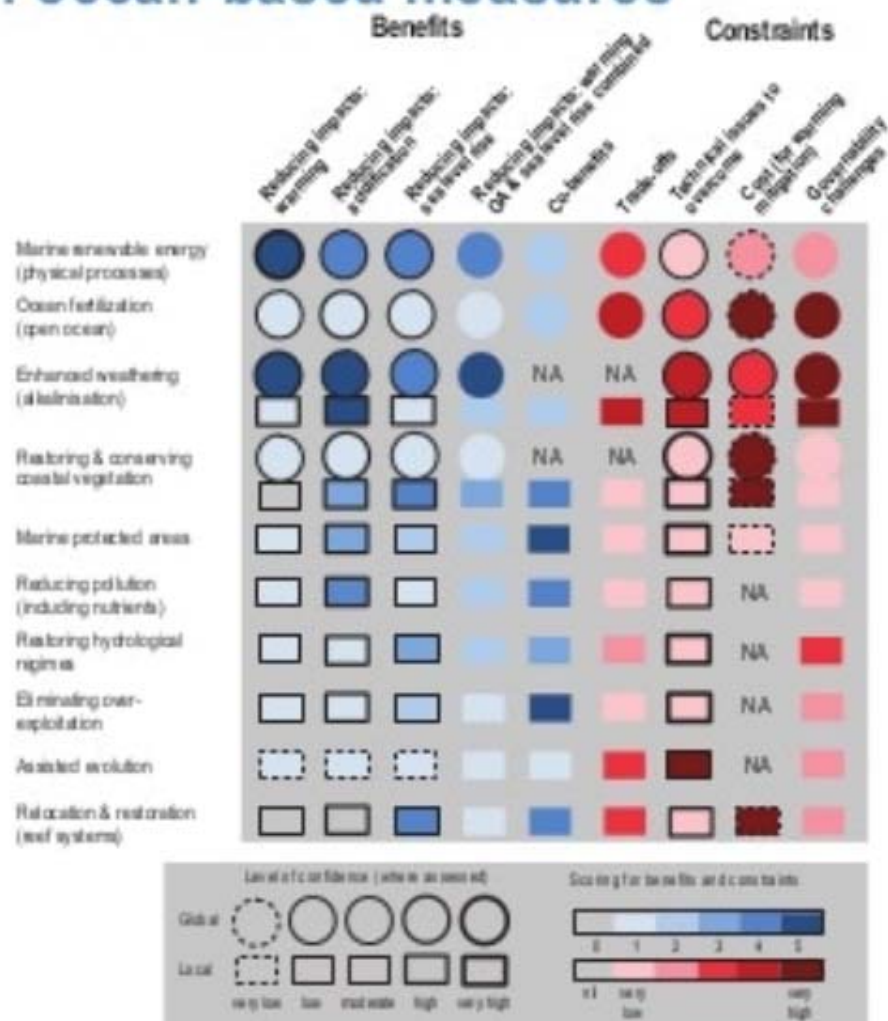 ocean-based measures
Benefits
Constraints
Reducing impacts:
warming
Reducing impacts:
acidification
Reducing impacts:
sea level rise
Reducing impacts: warming,
OA & sea level rise combined
Co-benefits
Trade-offs
Technical issues to
overcome
Cost (for warming
mitigation)
Governability
challenges
Marine renewable energy
(physical processes)
Ocean fertilization
(open ocean)
Enhanced weathering
(alkalinisation)
NA NA
Restoring & conserving
coastal vegetation
NA NA
Marine protected areas
Reducing pollution
(including nutrients)
NA
Restoring hydrological
regimes
NA
Eliminating over-
exploitation
NA
Assisted evolution
NA
Relocation & restoration
(reef systems)
Level of confidence (where assessed)
Global
Local
very low low moderate high very high
Scoring for benefits and constraints
0 1 2 3 4 5
nil very
low
very
high